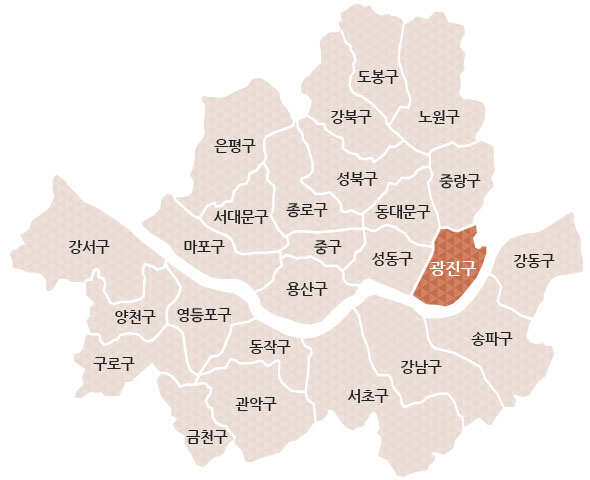 도봉구
강북구
노원구
은평구
성북구
중랑구
서대문구
종로구
동대문구
강서구
마포구
중구
성동구
광진구
강동구
용산구
양천구
영등포구
송파구
동작구
구로구
강남구
서초구
관악구
금천구